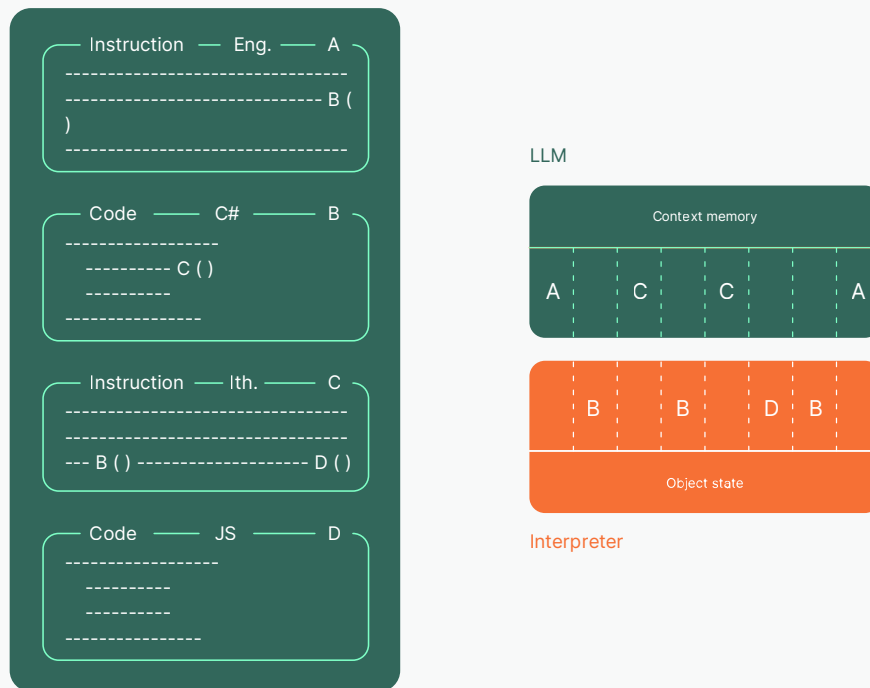 Instruction Eng. A
---------------------------------
------------------------------ B (
)
---------------------------------
Code C# B
------------------
---------- C ( )
----------
----------------
Instruction Ith. C
---------------------------------
---------------------------------
--- B ( ) -------------------- D ( )
Code JS D
------------------
----------
----------
----------------
LLM
Context memory
A C C A
B B D B
Object state
Interpreter